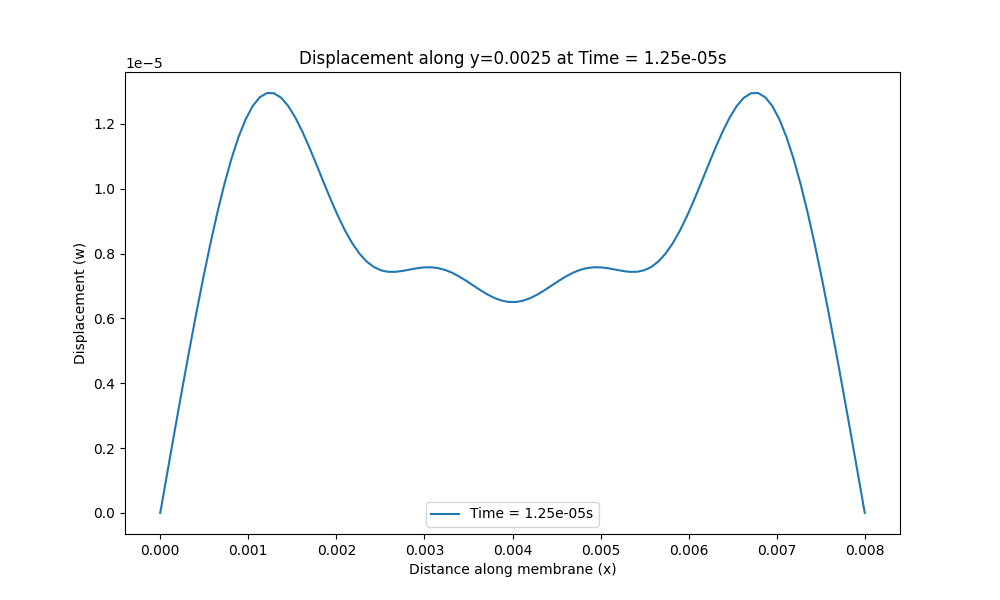 Displacement along y=0.0025 at Time = 1.25e-05s
1e−5
1.2
1.0
0.8
0.6
0.4
0.2
0.0
Displacement (w)
Time = 1.25e-05s
0.000 0.001 0.002 0.003 0.004 0.005 0.006 0.007 0.008
Distance along membrane (x)